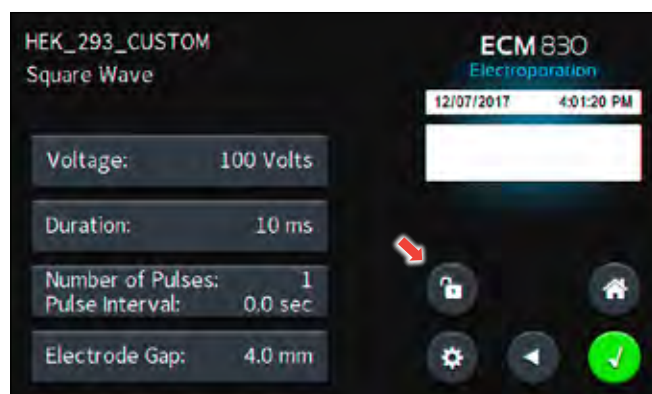 HEK_293_CUSTOM
Square Wave
Voltage: 100 Volts
Duration: 10 ms
Number of Pulses: 1
Pulse Interval: 0.0 sec
Electrode Gap: 4.0 mm
ECM 830
Electroporation
12/07/2017 4:01:20 PM